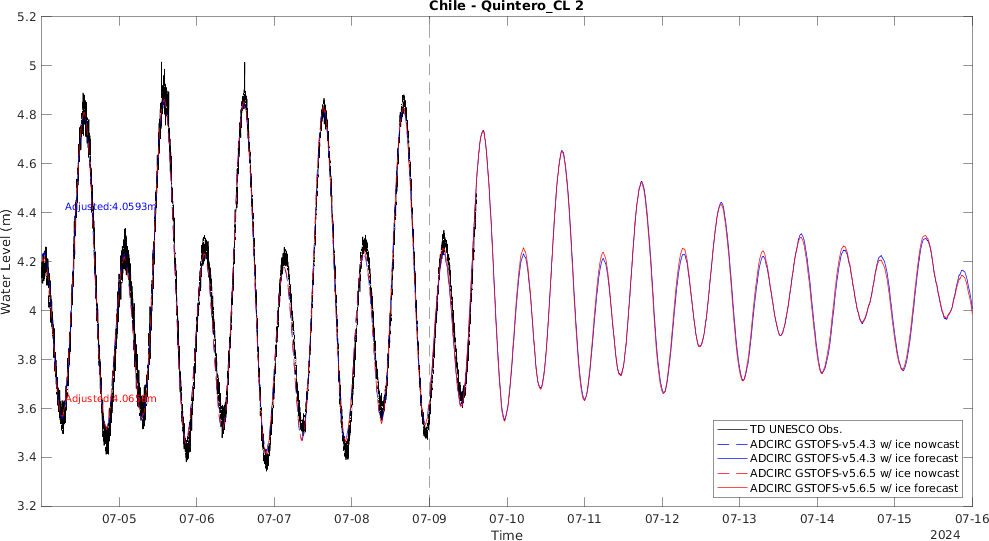 Chile - Quintero_CL 2
5.2
5
4.8
4.6
4.4
4.2
4
3.8
3.6
3.4
3.2
Water Level (m)
Adjusted:4.0593m
TD UNESCO Obs.
ADCIRC GSTOFS-v5.4.3 w/ ice nowcast
ADCIRC GSTOFS-v5.4.3 w/ ice forecast
ADCIRC GSTOFS-v5.6.5 w/ ice nowcast
ADCIRC GSTOFS-v5.6.5 w/ ice forecast
07-05 07-06 07-07 07-08 07-09 07-10 07-11 07-12 07-13 07-14 07-15 07-16
Time
2024